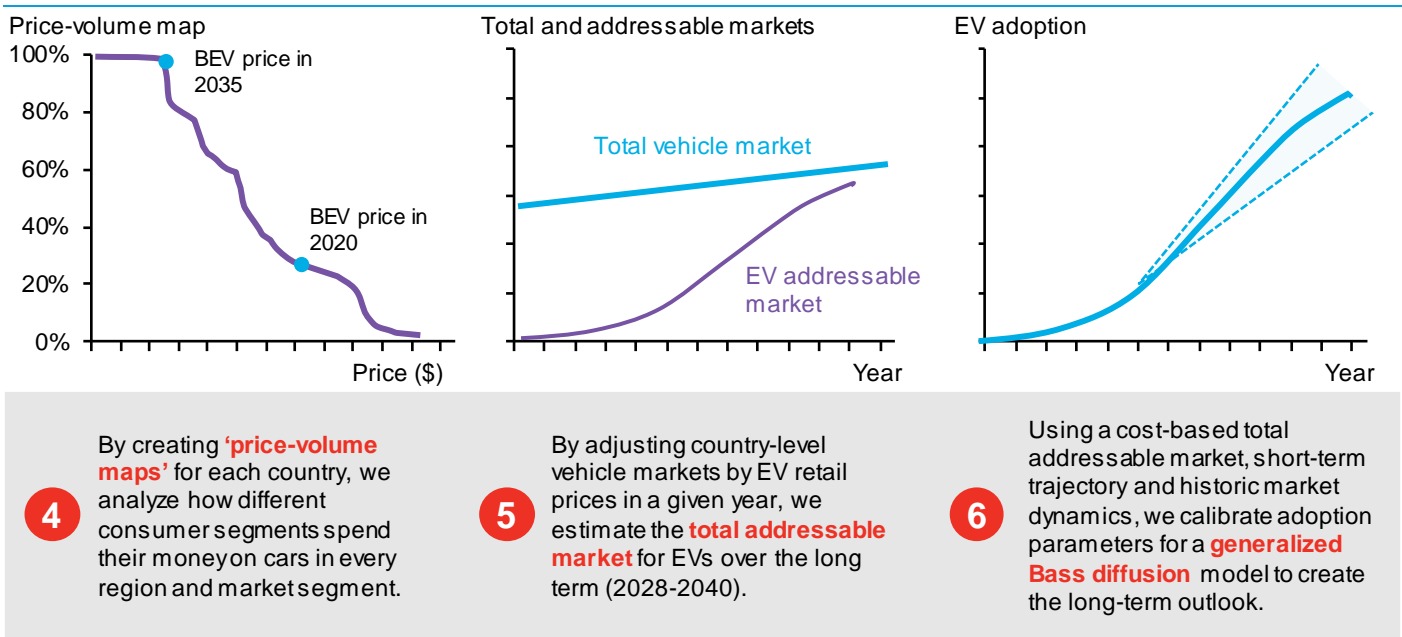 Price-volume map
100%
80%
60%
40%
20%
0%
BEV price in
2035
BEV price in
2020
Price ($)
Total and addressable markets
Total vehicle market
EV addressable
market
Year
EV adoption
Year
4
By creating ‘price-volume
maps’ for each country, we
analyze how different
consumer segments spend
their money on cars in every
region and market segment.
5
By adjusting country-level
vehicle markets by EV retail
prices in a given year, we
estimate the total addressable
market for EVs over the long
term (2028-2040).
6
Using a cost-based total
addressable market, short-term
trajectory and historic market
dynamics, we calibrate adoption
parameters for a generalized
Bass diffusion model to create
the long-term outlook.